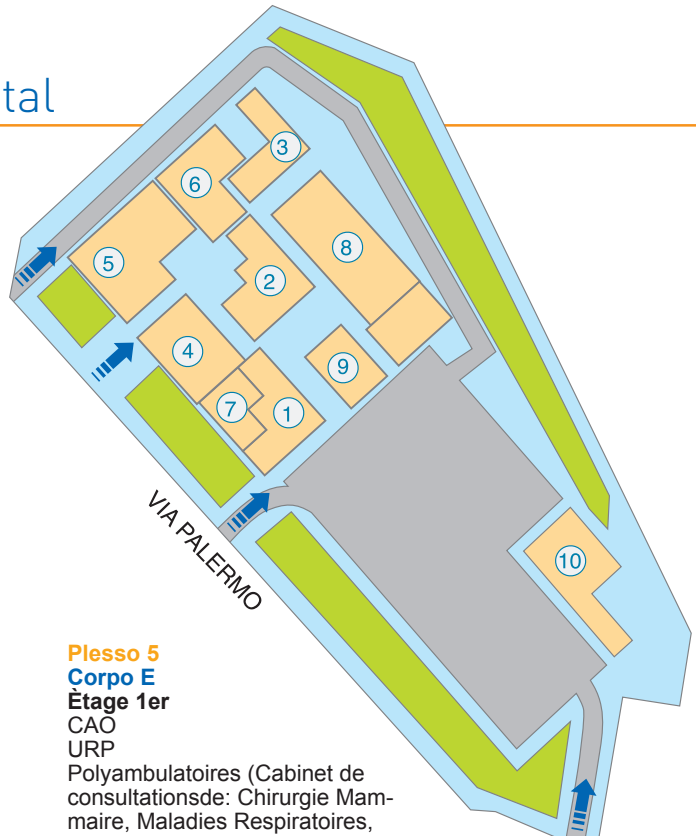 tal
3
6
8
5
2
4
9
7
1
10
VIA PALERMO
Plesso 5
Corpo E
Ètage 1er
CAO
URP
Polyambulatoires (Cabinet de
consultationsde: Chirurgie Mam-
maire, Maladies Respiratoires,